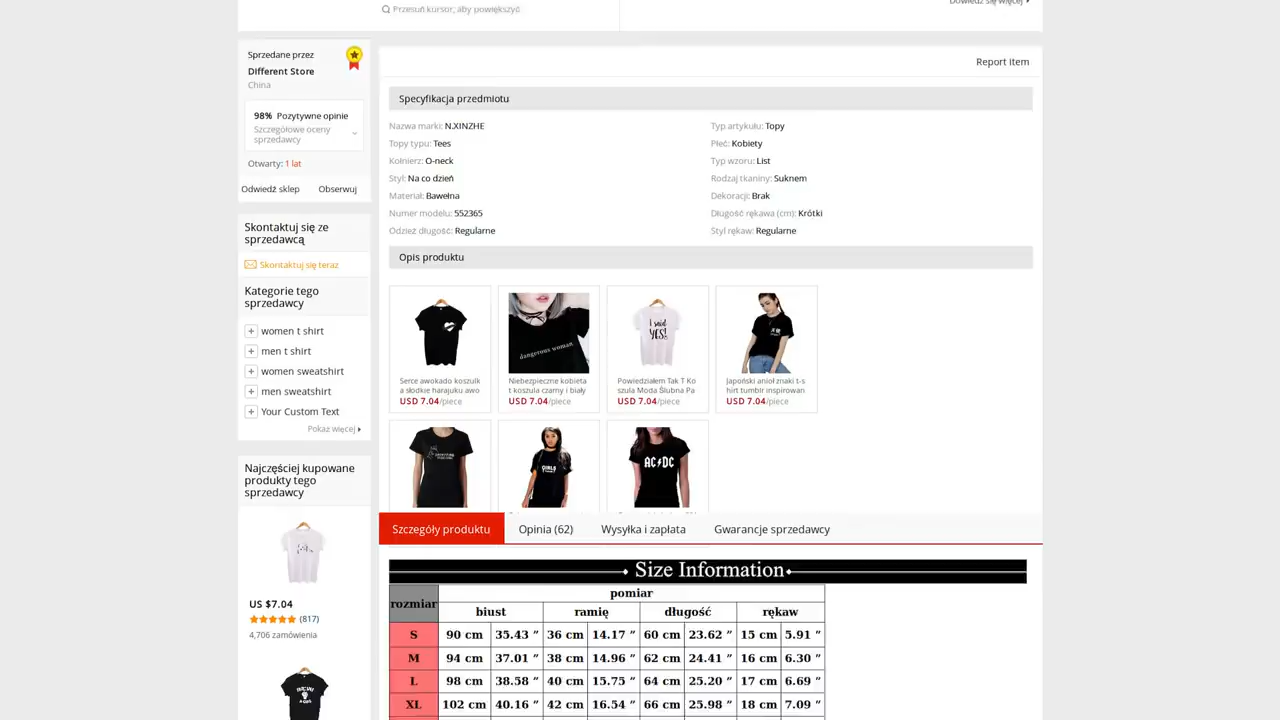 Przesuń kursor, aby powiększyć
Dowiedz się więcej
Sprzedane przez
Different Store
China
98% Pozytywne opinie
Szczegółowe oceny
sprzedawcy
Otwarty: 1 lat
Odwiedź sklep Obserwuj
Skontaktuj się ze
sprzedawcą
Skontaktuj się teraz
Kategorie tego
sprzedawcy
women t shirt
men t shirt
women sweatshirt
men sweatshirt
Your Custom Text
Pokaż więcej
Najczęściej kupowane
produkty tego
sprzedawcy
US $7.04
(817)
4,706 zamówienia
Report item
Specyfikacja przedmiotu
Nazwa marki: N.XINZHE Typ artykułu: Topy
Topy typu: Tees Płeć: Kobiety
Kołnierz: O-neck Typ wzoru: List
Styl: Na co dzień Rodzaj tkaniny: Suknem
Materiał: Bawełna Dekoracji: Brak
Numer modelu: 552365 Długość rękawa (cm): Krótki
Odzież długość: Regularne Styl rękaw: Regularne
Opis produktu
dangerous woman
I said
YES!
Serce awokado koszulk
a słodkie harajuku awo
USD 7.04/piece
Niebezpieczne kobieta
t koszula czarny i biały
USD 7.04/piece
Powiedziałem Tak T Ko
szula Moda Ślubna Pa
USD 7.04/piece
Japoński anioł znaki t-s
hirt tumblr inspirowan
USD 7.04/piece
GIRLS
AC DC
Szczegóły produktu Opinia (62) Wysyłka i zapłata Gwarancje sprzedawcy
Size Information
rozmiar pomiar
biust ramię długość rękaw
S 90 cm 35.43 ” 36 cm 14.17 ” 60 cm 23.62 ” 15 cm 5.91 ”
M 94 cm 37.01 ” 38 cm 14.96 ” 62 cm 24.41 ” 16 cm 6.30 ”
L 98 cm 38.58 ” 40 cm 15.75 ” 64 cm 25.20 ” 17 cm 6.69 ”
XL 102 cm 40.16 ” 42 cm 16.54 ” 66 cm 25.98 ” 18 cm 7.09 ”